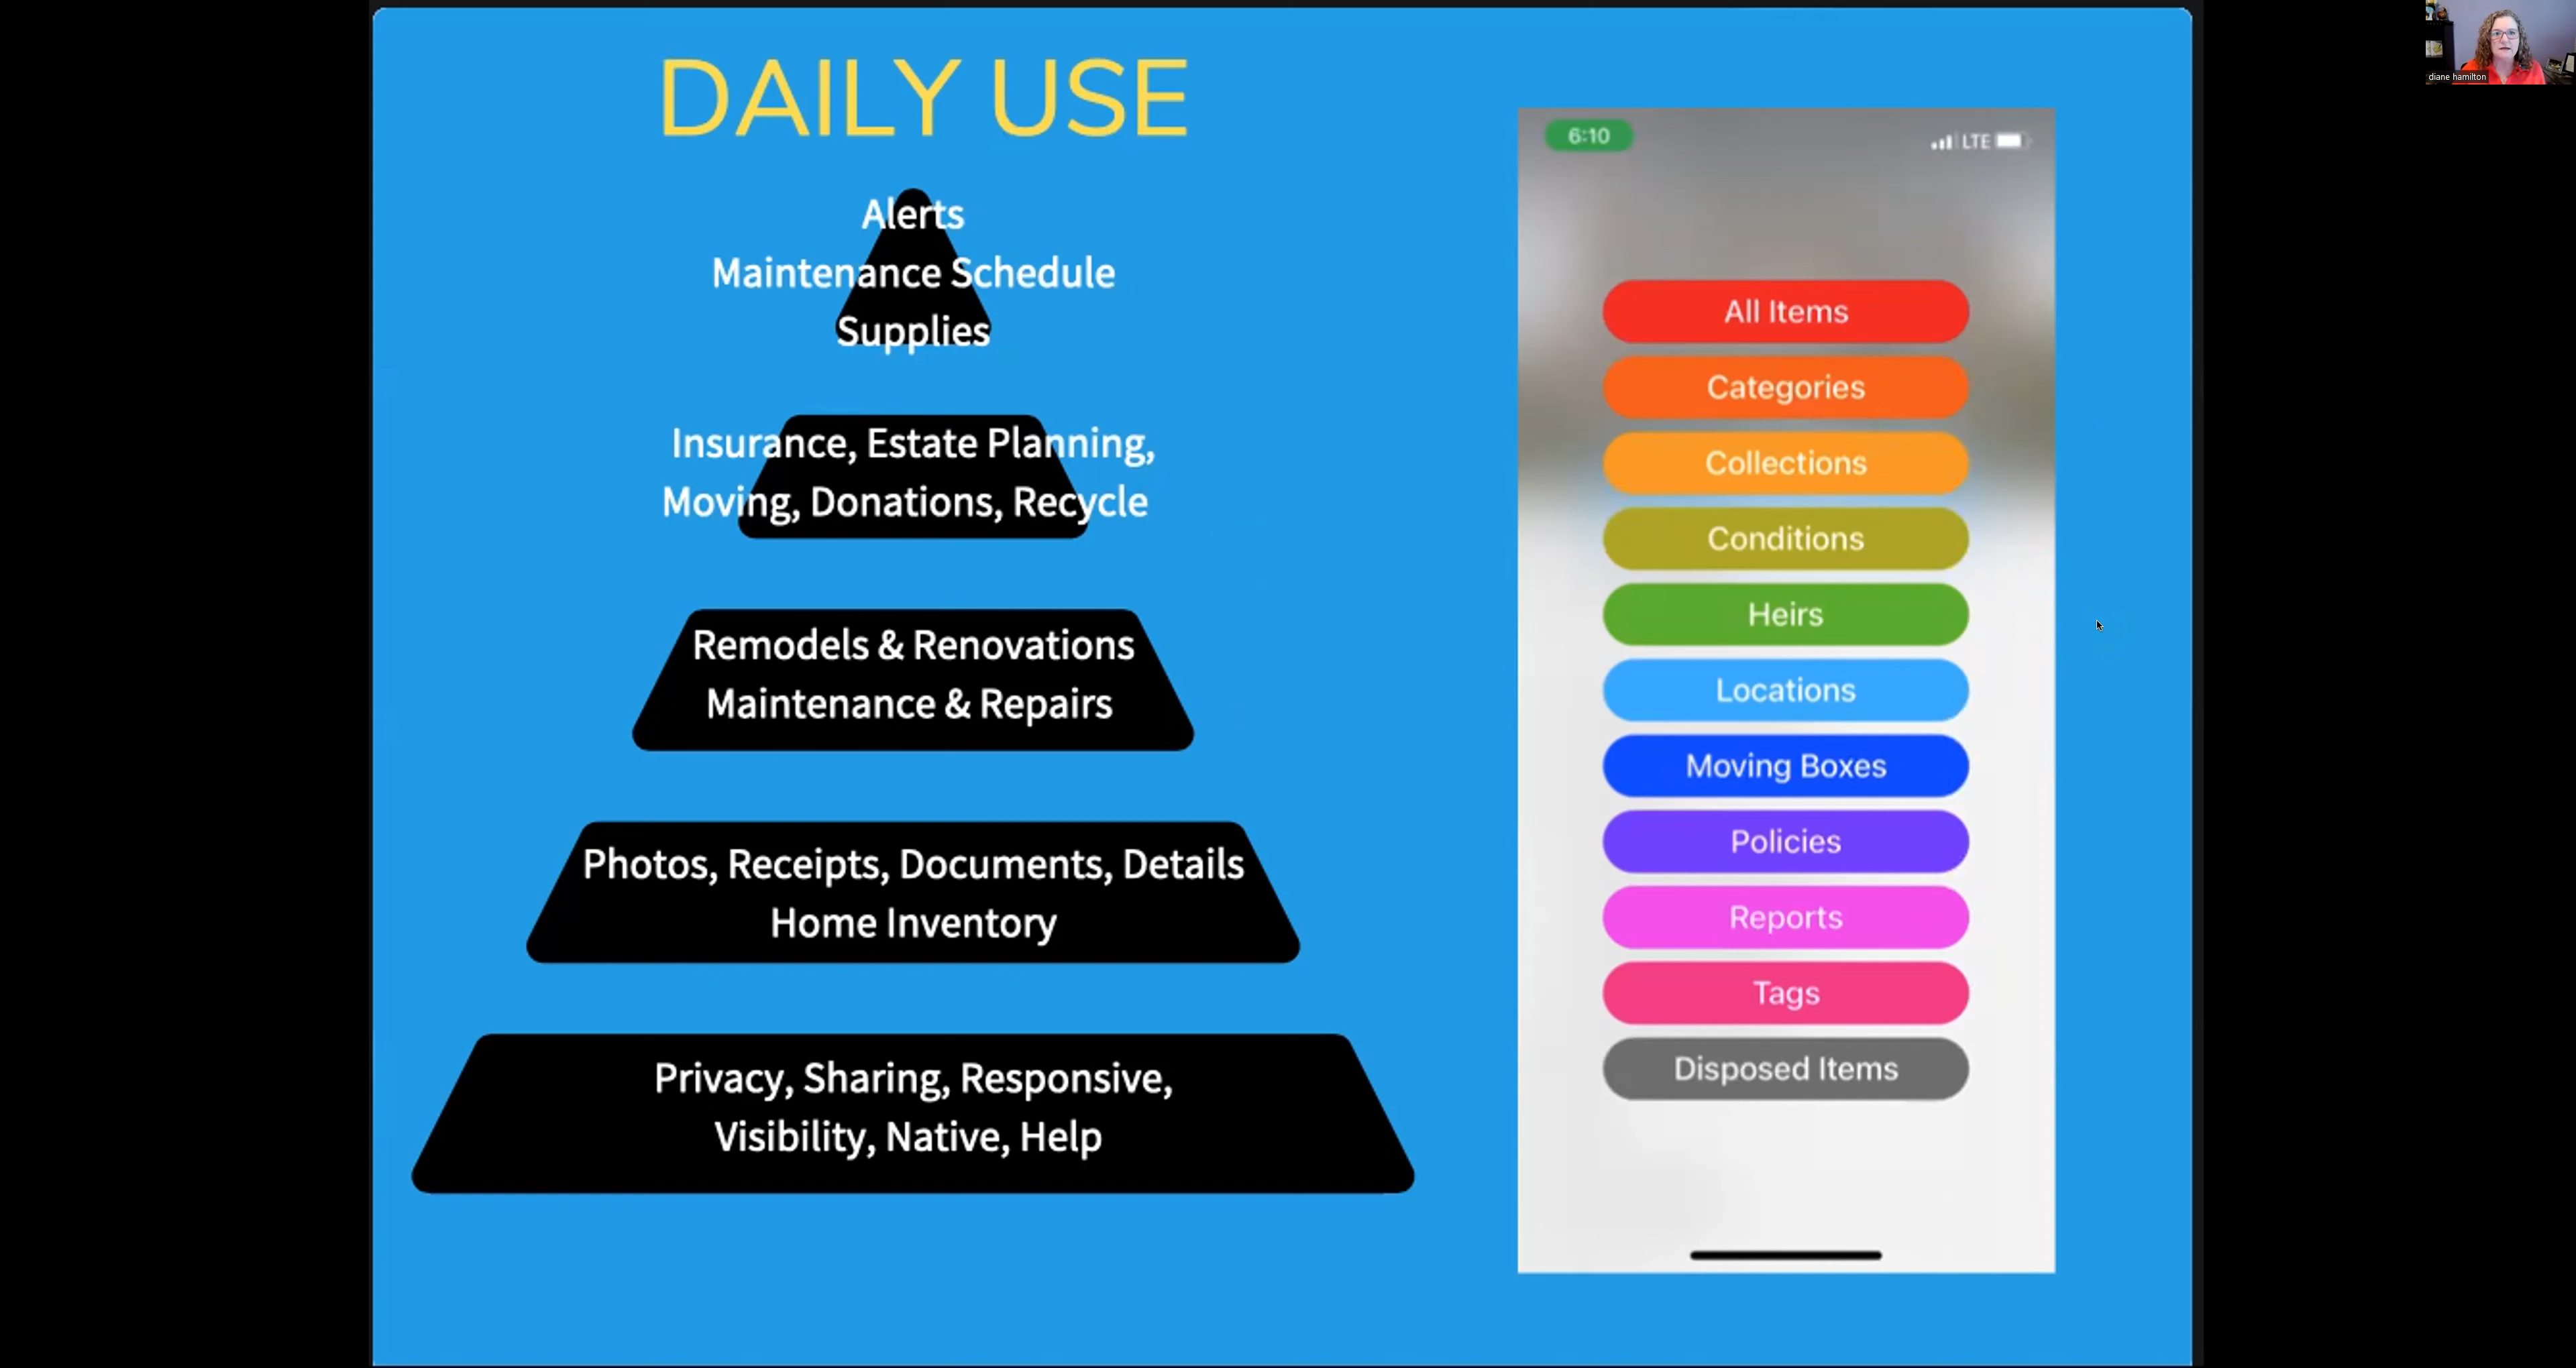 DAILY USE
Alerts
Maintenance Schedule
Supplies
Insurance, Estate Planning,
Moving, Donations, Recycle
Remodels & Renovations
Maintenance & Repairs
Photos, Receipts, Documents, Details
Home Inventory
Privacy, Sharing, Responsive,
Visibility, Native, Help
6:10
LTE
All Items
Categories
Collections
Conditions
Heirs
Locations
Moving Boxes
Policies
Reports
Tags
Disposed Items
diane hamilton